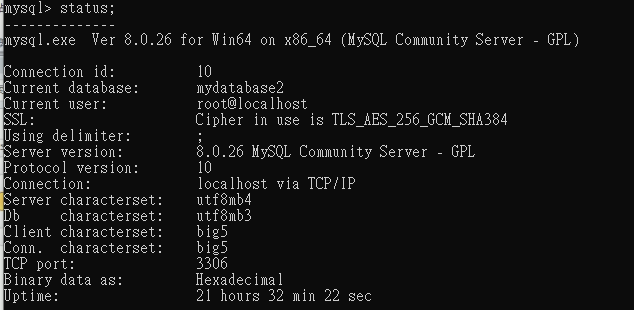 mysql> status;
--------------
mysql.exe  Ver 8.0.26 for Win64 on x86_64 (MySQL Community Server - GPL)

Connection id:          10
Current database:       mydatabase2
Current user:           root@localhost
SSL:                    Cipher in use is TLS_AES_256_GCM_SHA384
Using delimiter:        ;
Server version:         8.0.26 MySQL Community Server - GPL
Protocol version:       10
Connection:             localhost via TCP/IP
Server characterset:    utf8mb4
Db     characterset:    utf8mb3
Client characterset:    big5
Conn.  characterset:    big5
TCP port:               3306
Binary data as:         Hexadecimal
Uptime:                 21 hours 32 min 22 sec